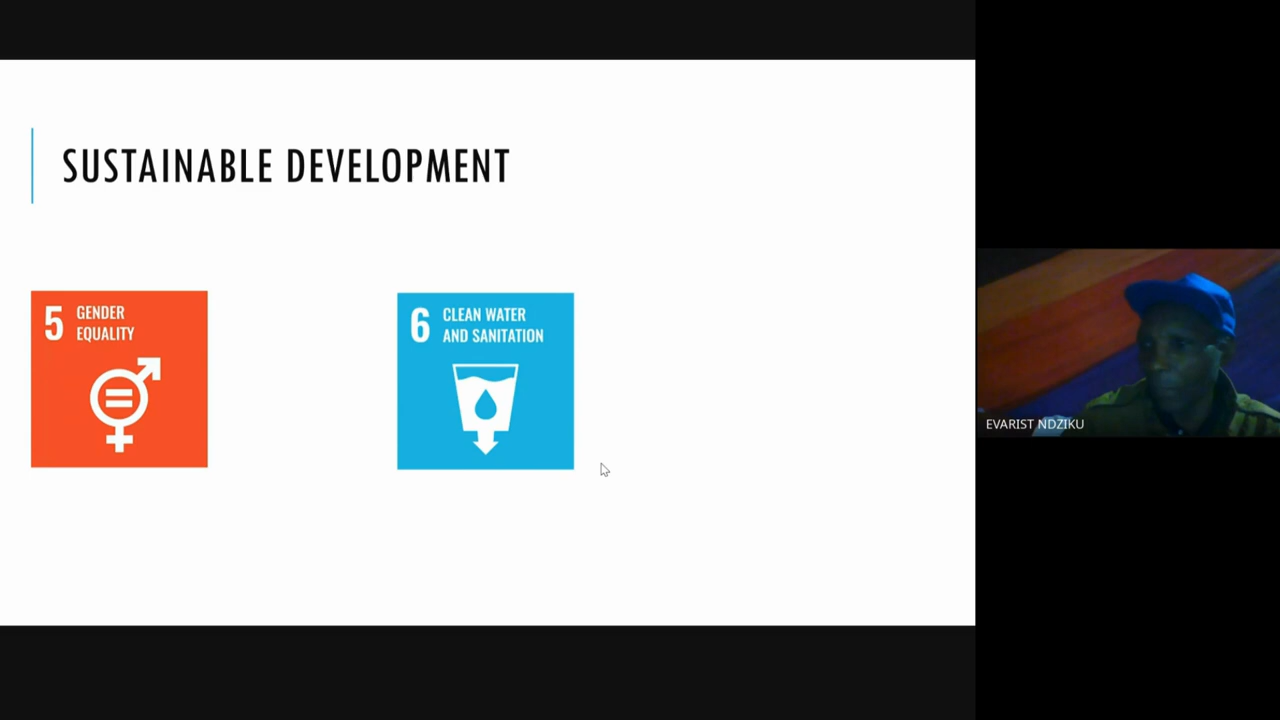 SUSTAINABLE DEVELOPMENT
5 GENDER
EQUALITY
6 CLEAN WATER
AND SANITATION
EVARIST NDZIKU